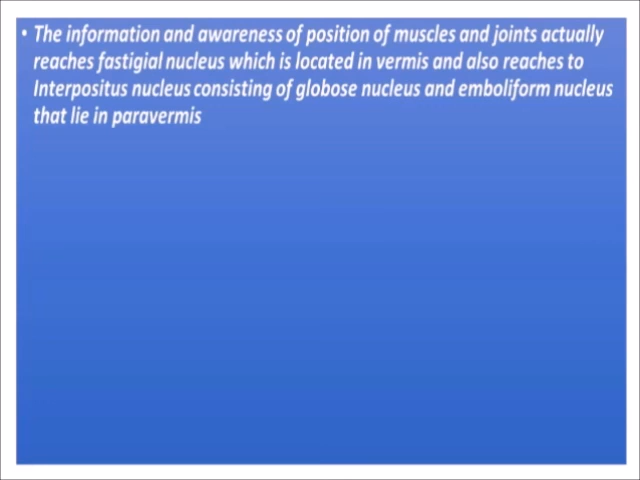 • The information and awareness of position of muscles and joints actually
reaches fastigial nucleus which is located in vermis and also reaches to
Interpositus nucleus consisting of globose nucleus and emboliform nucleus
that lie in paravermis